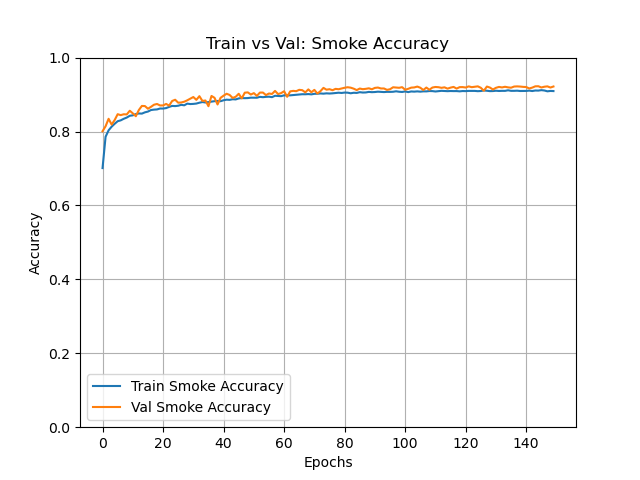 Train vs Val: Smoke Accuracy
1.0
0.8
0.6
0.4
0.2
0.0
Accuracy
Train Smoke Accuracy
Val Smoke Accuracy
0 20 40 60 80 100 120 140
Epochs